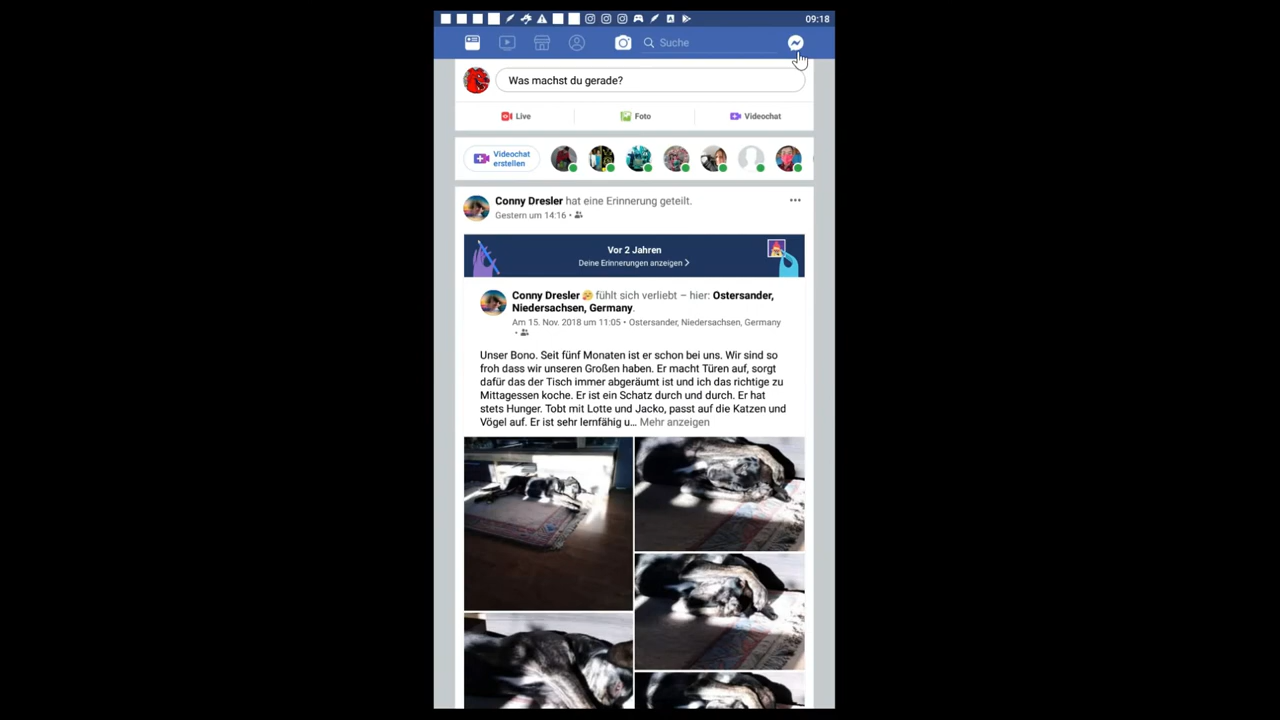 09:18
Suche
Was machst du gerade?
Live
Foto
Videochat
Videochat
erstellen
Conny Dresler hat eine Erinnerung geteilt.
Gestern um 14:16 •
Vor 2 Jahren
Deine Erinnerungen anzeigen >
Conny Dresler 🥰 fühlt sich verliebt – hier: Ostersander,
Niedersachsen, Germany.
Am 15. Nov. 2018 um 11:05 • Ostersander, Niedersachsen, Germany
•
Unser Bono. Seit fünf Monaten ist er schon bei uns. Wir sind so
froh dass wir unseren Großen haben. Er macht Türen auf, sorgt
dafür das der Tisch immer abgeräumt ist und ich das richtige zu
Mittagessen koche. Er ist ein Schatz durch und durch. Er hat
stets Hunger. Tobt mit Lotte und Jacko, passt auf die Katzen und
Vögel auf. Er ist sehr lernfähig u... Mehr anzeigen